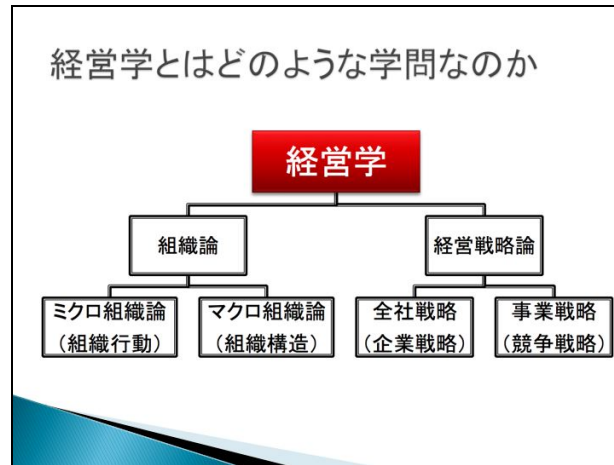 経営学とはどのような学問なのか
経営学
組織論
経営戦略論
ミクロ組織論
(組織行動)
マクロ組織論
(組織構造)
全社戦略
(企業戦略)
事業戦略
(競争戦略)